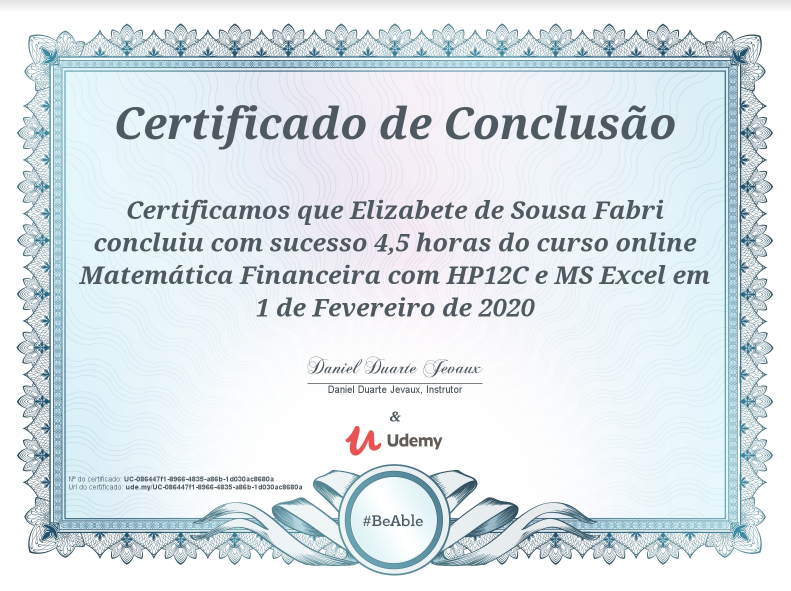 Certificado de Conclusão
Certificamos que Elizabete de Sousa Fabri
concluiu com sucesso 4,5 horas do curso online
Matemática Financeira com HP12C e MS Excel em
1 de Fevereiro de 2020
Daniel Duarte Jevaux
Daniel Duarte Jevaux, Instrutor
&
Udemy
Nº do certificado: UC-086447f1-8966-4835-a86b-1d030ac8680a
Url do certificado: ude.my/UC-086447f1-8966-4835-a86b-1d030ac8680a
#BeAble